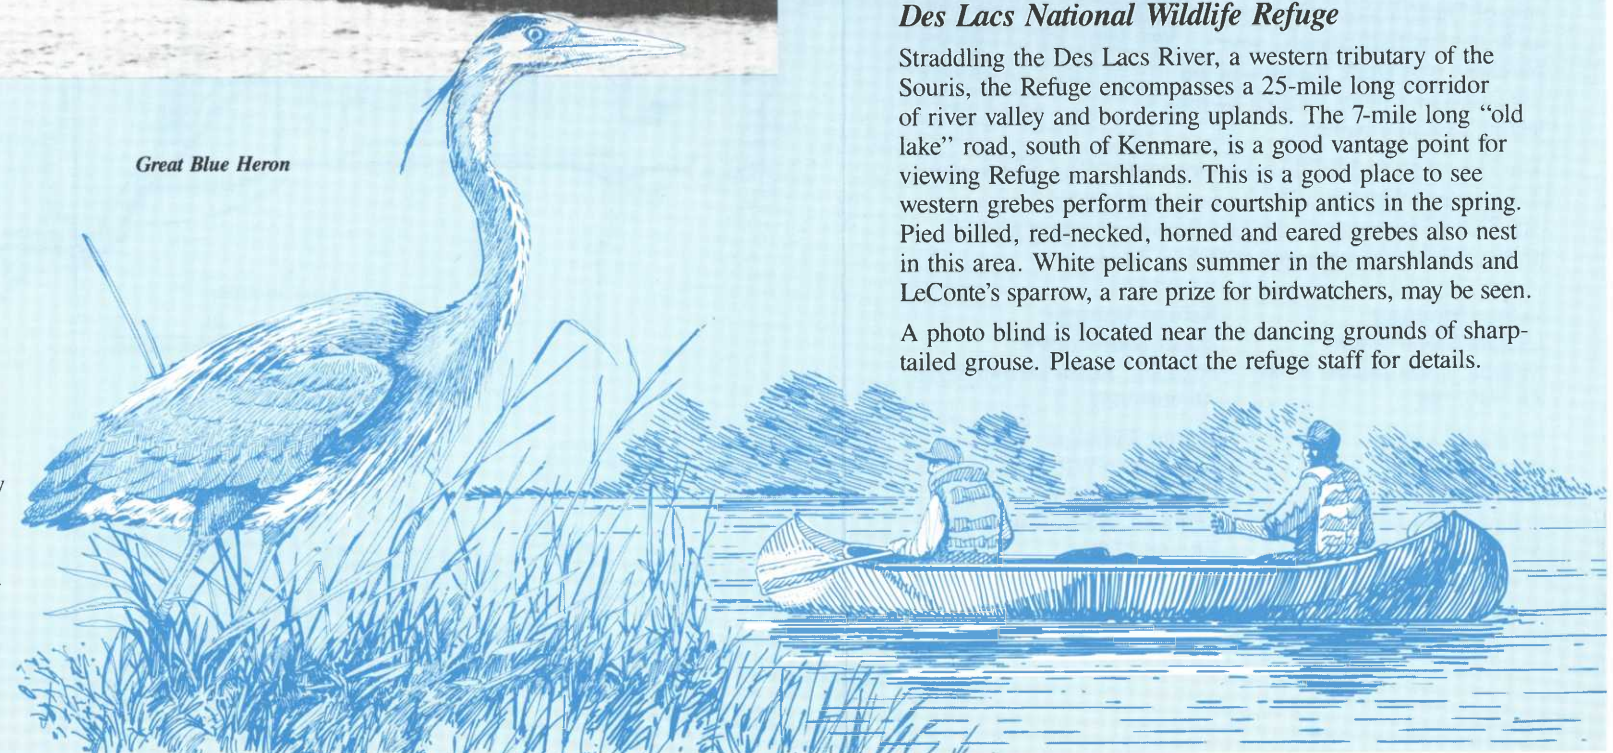 Des Lacs National Wildlife Refuge
Straddling the Des Lacs River, a western tributary of the
Souris, the Refuge encompasses a 25-mile long corridor
of river valley and bordering uplands. The 7-mile long “old
lake” road, south of Kenmare, is a good vantage point for
viewing Refuge marshlands. This is a good place to see
western grebes perform their courtship antics in the spring.
Pied billed, red-necked, horned and eared grebes also nest
in this area. White pelicans summer in the marshlands and
LeConte’s sparrow, a rare prize for birdwatchers, may be seen.
A photo blind is located near the dancing grounds of sharp-
tailed grouse. Please contact the refuge staff for details.
Great Blue Heron